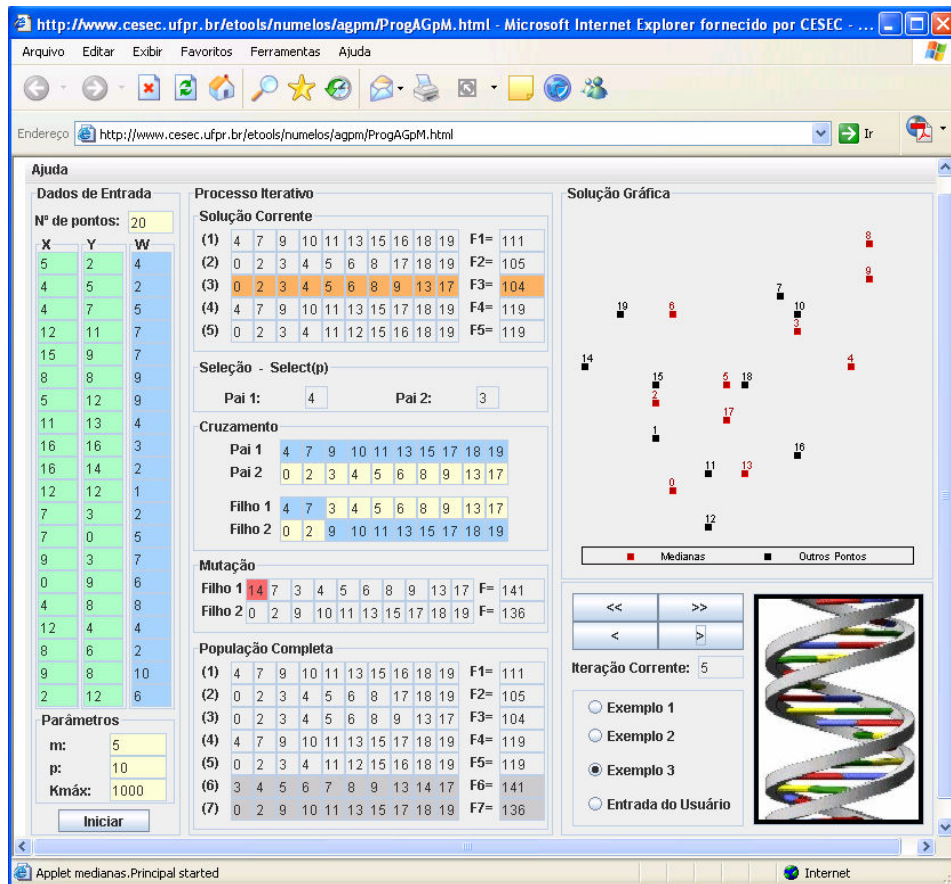 http://www.cesec.ufpr.br/etools/numelos/agpm/ProgAGpM.html - Microsoft Internet Explorer fornecido por CESEC - ...
Arquivo Editar Exibir Favoritos Ferramentas Ajuda
Endereço http://www.cesec.ufpr.br/etools/numelos/agpm/ProgAGpM.html Ir
Ajuda
Dados de Entrada
Nº de pontos: 20
X Y W
5 2 4
4 5 2
4 7 5
12 11 7
15 9 7
8 8 9
5 12 9
11 13 4
16 16 3
16 14 2
12 12 1
7 3 2
7 0 5
9 3 7
0 9 6
4 8 8
12 4 4
8 6 2
9 8 10
2 12 6
Parâmetros
m: 5
p: 10
Kmáx: 1000
Iniciar
Processo Iterativo
Solução Corrente
(1) 4 7 9 10 11 13 15 16 18 19 F1= 111
(2) 0 2 3 4 5 6 8 17 18 19 F2= 105
(3) 0 2 3 4 5 6 8 9 13 17 F3= 104
(4) 4 7 9 10 11 13 15 17 18 19 F4= 119
(5) 0 2 3 4 11 12 15 16 18 19 F5= 119
Seleção - Select(p)
Pai 1: 4 Pai 2: 3
Cruzamento
Pai 1 4 7 9 10 11 13 15 17 18 19
Pai 2 0 2 3 4 5 6 8 9 13 17
Filho 1 4 7 3 4 5 6 8 9 13 17
Filho 2 0 2 9 10 11 13 15 17 18 19
Mutação
Filho 1 14 7 3 4 5 6 8 9 13 17 F= 141
Filho 2 0 2 9 10 11 13 15 17 18 19 F= 136
População Completa
(1) 4 7 9 10 11 13 15 16 18 19 F1= 111
(2) 0 2 3 4 5 6 8 17 18 19 F2= 105
(3) 0 2 3 4 5 6 8 9 13 17 F3= 104
(4) 4 7 9 10 11 13 15 17 18 19 F4= 119
(5) 0 2 3 4 11 12 15 16 18 19 F5= 119
(6) 3 4 5 6 7 8 9 13 14 17 F6= 141
(7) 0 2 9 10 11 13 15 17 18 19 F7= 136
Solução Gráfica
8
9
7
19 6 10
3
14 4
15 5 18
2
17
1
16
11 13
0
12
Medianas Outros Pontos
<< >>
< >
Iteração Corrente: 5
Exemplo 1
Exemplo 2
Exemplo 3
Entrada do Usuário
Applet medianas.Principal started Internet